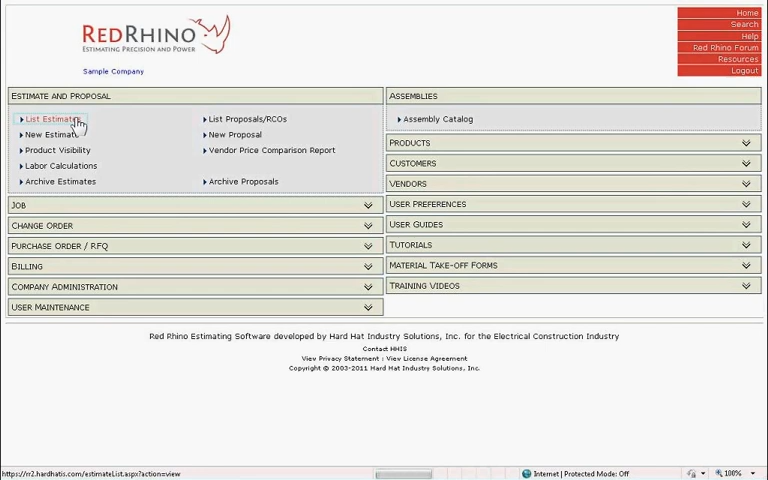 REDRHINO
ESTIMATING PRECISION AND POWER
Sample Company
Home
Search
Help
Red Rhino Forum
Resources
Logout
ESTIMATE AND PROPOSAL
List Estimates
New Estimate
Product Visibility
Labor Calculations
Archive Estimates
List Proposals/RCOs
New Proposal
Vendor Price Comparison Report
Archive Proposals
JOB
CHANGE ORDER
PURCHASE ORDER / RFQ
BILLING
COMPANY ADMINISTRATION
USER MAINTENANCE
ASSEMBLIES
Assembly Catalog
PRODUCTS
CUSTOMERS
VENDORS
USER PREFERENCES
USER GUIDES
TUTORIALS
MATERIAL TAKE-OFF FORMS
TRAINING VIDEOS
Red Rhino Estimating Software developed by Hard Hat Industry Solutions, Inc. for the Electrical Construction Industry
Contact HHIS
View Privacy Statement : View License Agreement
Copyright © 2003-2011 Hard Hat Industry Solutions, Inc.
https://rr2.hardhatis.com/estimateList.aspx?action=view
Internet | Protected Mode: Off
100%